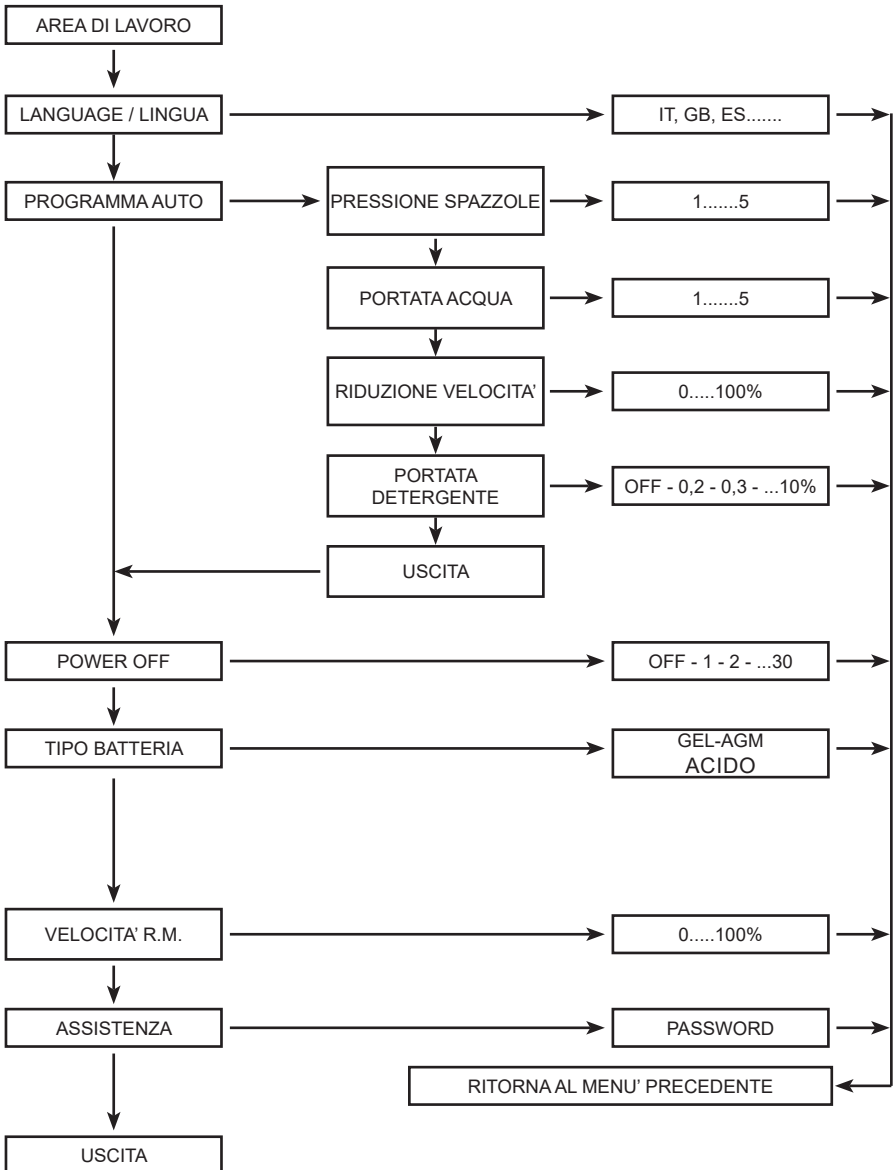 AREA DI LAVORO
LANGUAGE / LINGUA
IT, GB, ES.......
PROGRAMMA AUTO
PRESSIONE SPAZZOLE
1.......5
PORTATA ACQUA
1.......5
RIDUZIONE VELOCITA'
0.....100%
PORTATA
DETERGENTE
OFF - 0,2 - 0,3 - ...10%
USCITA
POWER OFF
OFF - 1 - 2 - ...30
TIPO BATTERIA
GEL-AGM
ACIDO
VELOCITA' R.M.
0.....100%
ASSISTENZA
PASSWORD
RITORNA AL MENU' PRECEDENTE
USCITA